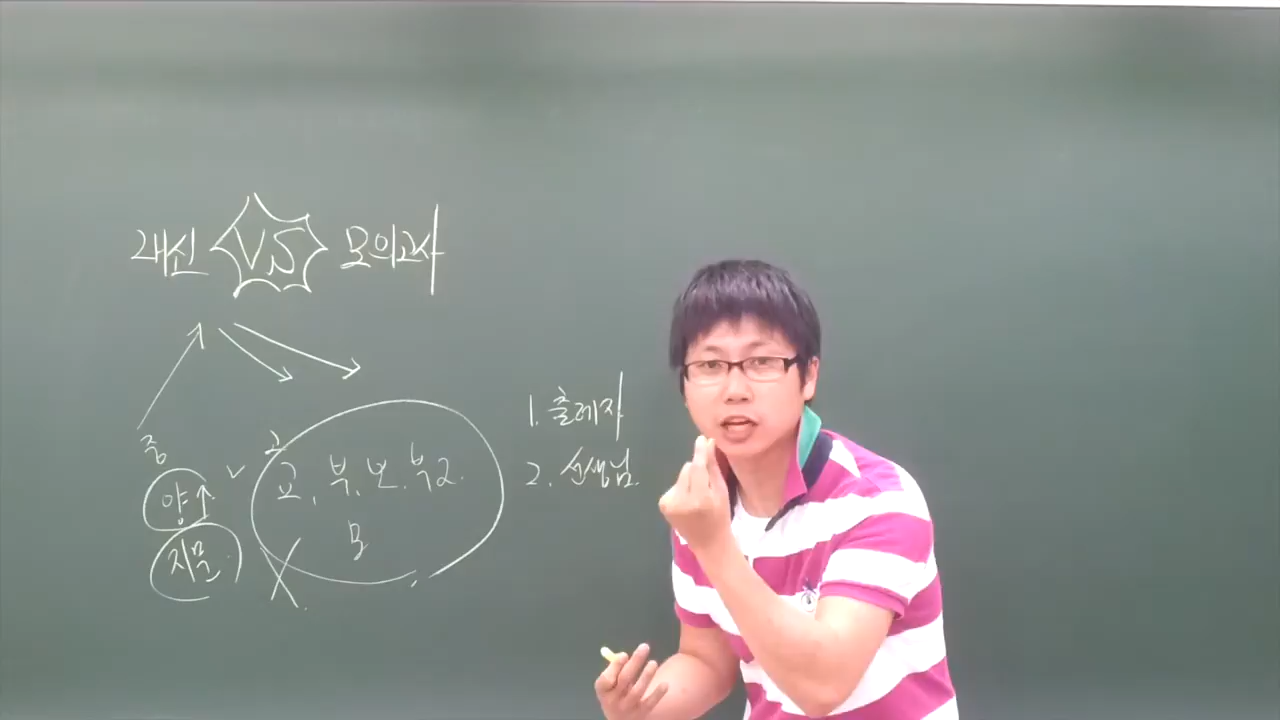 내신 VS 모의고사
중
양↑
지문
고
교, 부, 보, 부2.
모
1. 출제자
2. 선생님.